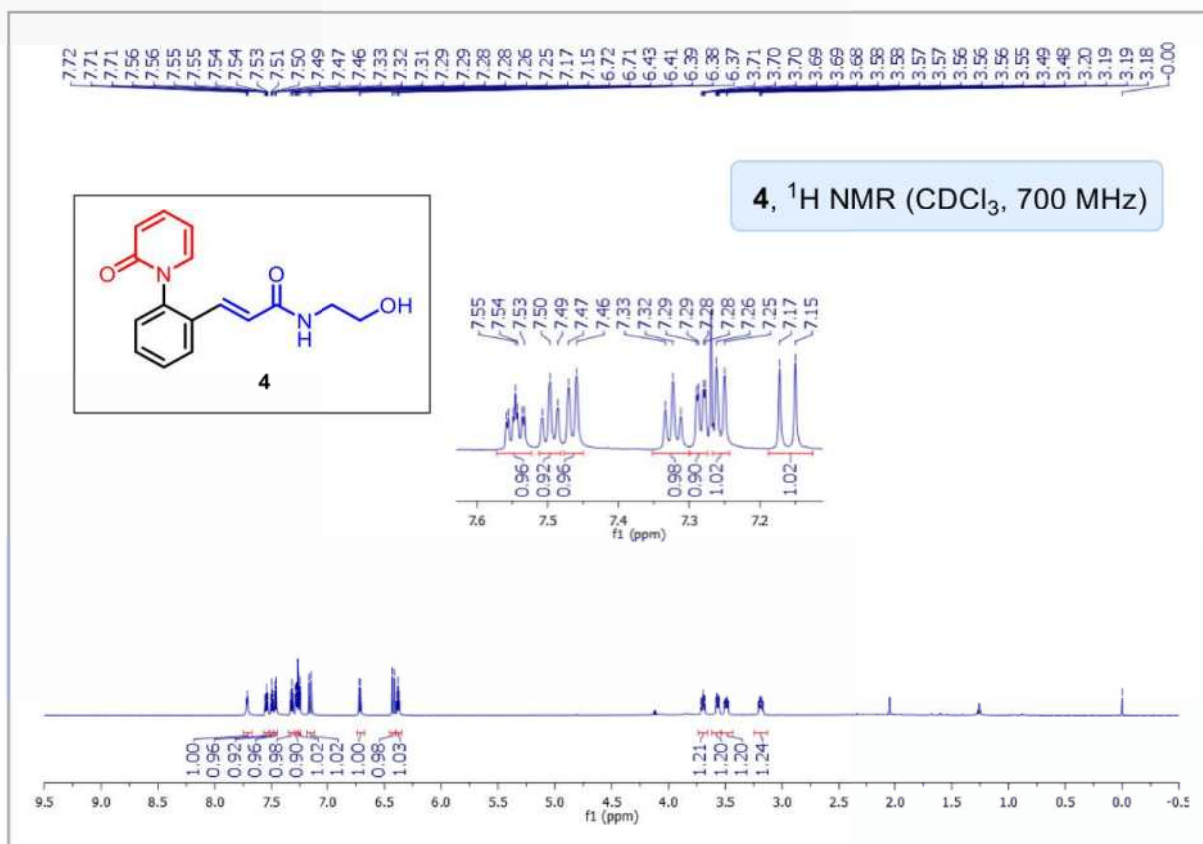 7.72 7.71 7.71 7.56 7.56 7.55 7.55 7.54 7.54 7.53 7.51 7.50 7.49 7.47 7.46 7.33 7.32 7.31 7.29 7.29 7.28 7.28 7.26 7.25 7.17 7.15 6.72 6.71 6.43 6.41 6.39 6.38 6.37 3.71 3.70 3.70 3.69 3.69 3.68 3.58 3.58 3.57 3.57 3.56 3.56 3.56 3.55 3.49 3.48 3.20 3.19 3.19 3.18 -0.00
4, ¹H NMR (CDCl₃, 700 MHz)
O
N
O
N
H
OH
4
7.55 7.54 7.53 7.50 7.49 7.47 7.46 7.33 7.32 7.29 7.29 7.28 7.28 7.26 7.25 7.17 7.15
0.96 0.92 0.96 0.98 0.90 1.02 1.02
7.6 7.5 7.4 7.3 7.2
f1 (ppm)
1.00 0.96 0.92 0.96 0.98 0.90 1.02 1.02 1.00 0.98 1.03 1.21 1.20 1.20 1.24
9.5 9.0 8.5 8.0 7.5 7.0 6.5 6.0 5.5 5.0 4.5 4.0 3.5 3.0 2.5 2.0 1.5 1.0 0.5 0.0 -0.5
f1 (ppm)